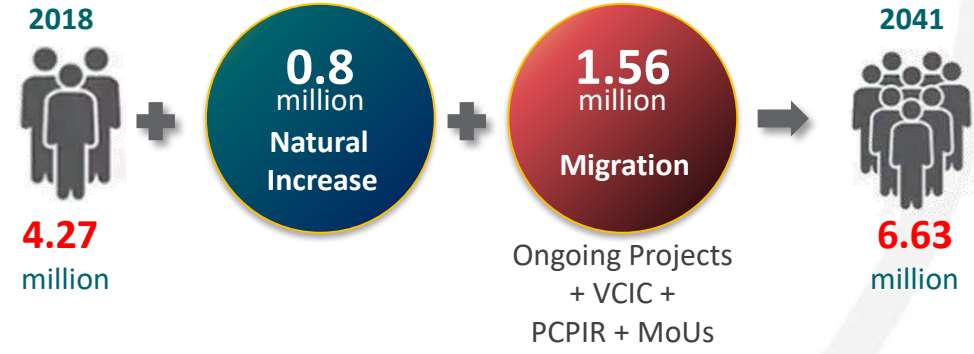 2018
4.27
million
0.8
million
Natural
Increase
1.56
million
Migration
Ongoing Projects
+ VCIC +
PCPIR + MoUs
2041
6.63
million